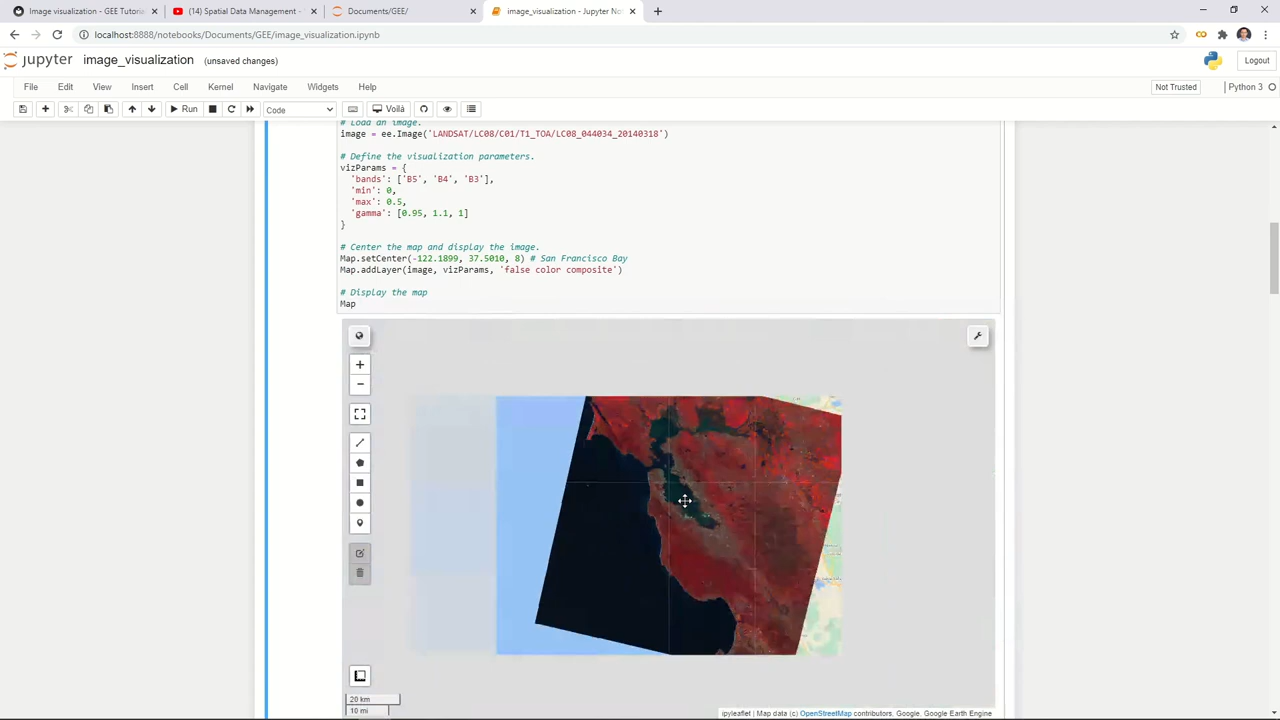 Image visualization - GEE Tutoria
(14) Spatial Data Management -
Documents/GEE/
image_visualization - Jupyter No
localhost:8888/notebooks/Documents/GEE/image_visualization.ipynb
jupyter
image_visualization
(unsaved changes)
Logout
File
Edit
View
Insert
Cell
Kernel
Navigate
Widgets
Help
Not Trusted
Python 3
Run
Code
Voilà
# Load an image.
image = ee.Image('LANDSAT/LC08/C01/T1_TOA/LC08_044034_20140318')
# Define the visualization parameters.
vizParams = {
'bands': ['B5', 'B4', 'B3'],
'min': 0,
'max': 0.5,
'gamma': [0.95, 1.1, 1]
}
# Center the map and display the image.
Map.setCenter(-122.1899, 37.5010, 8) # San Francisco Bay
Map.addLayer(image, vizParams, 'false color composite')
# Display the map
Map
20 km
10 mi
ipyleaflet | Map data (c) OpenStreetMap contributors, Google, Google Earth Engine